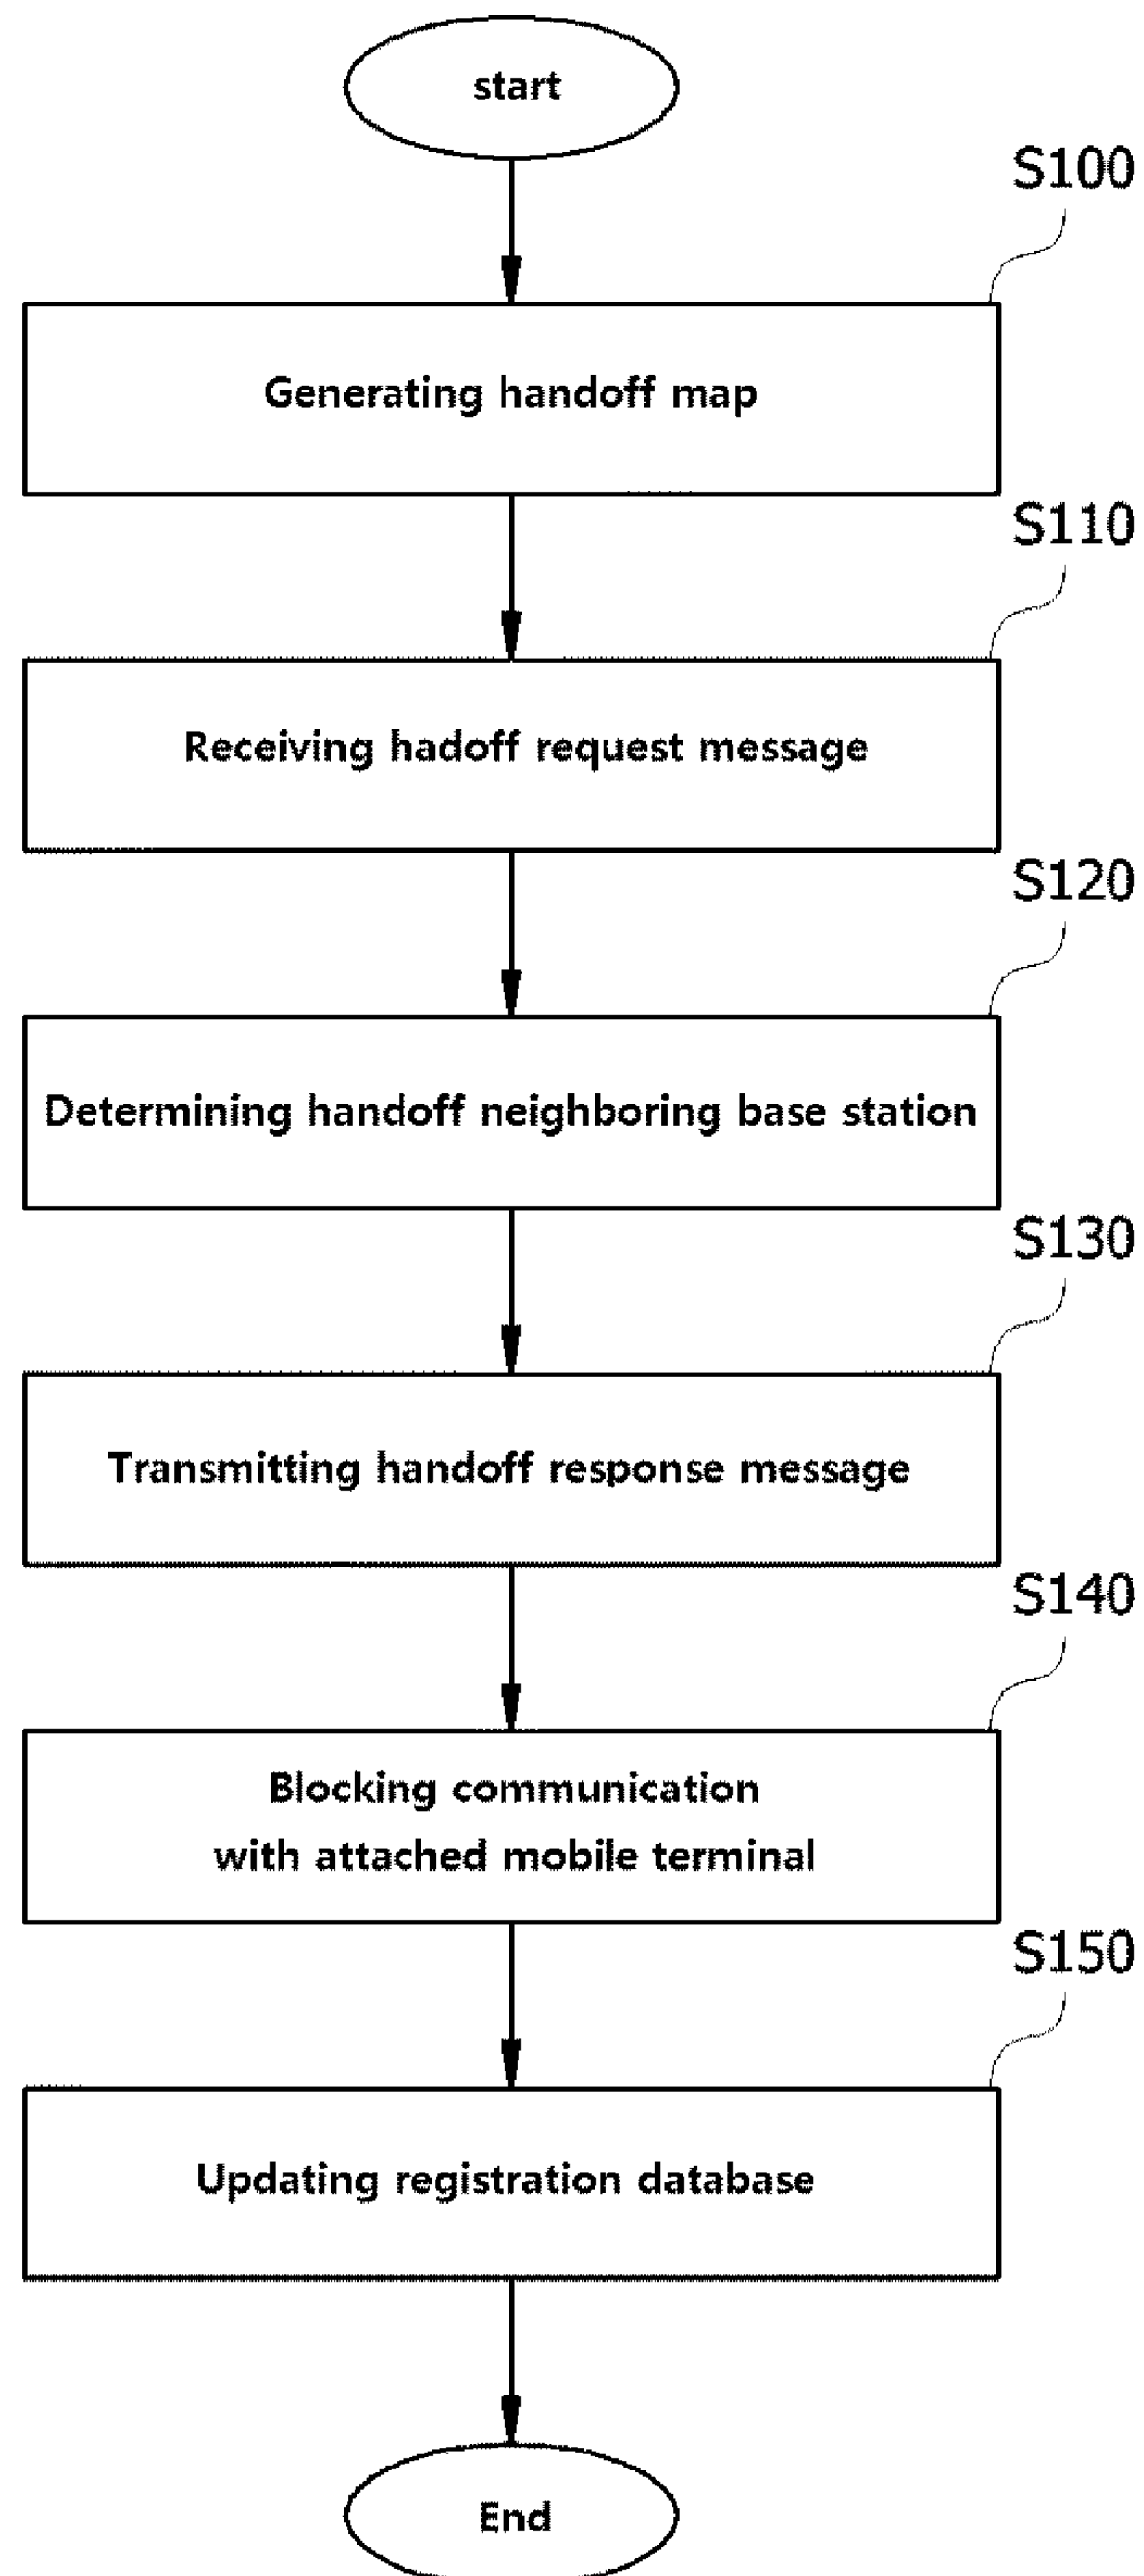 start
S100
Generating handoff map
S110
Receiving hadoff request message
S120
Determining handoff neighboring base station
S130
Transmitting handoff response message
S140
Blocking communication
with attached mobile terminal
S150
Updating registration database
End